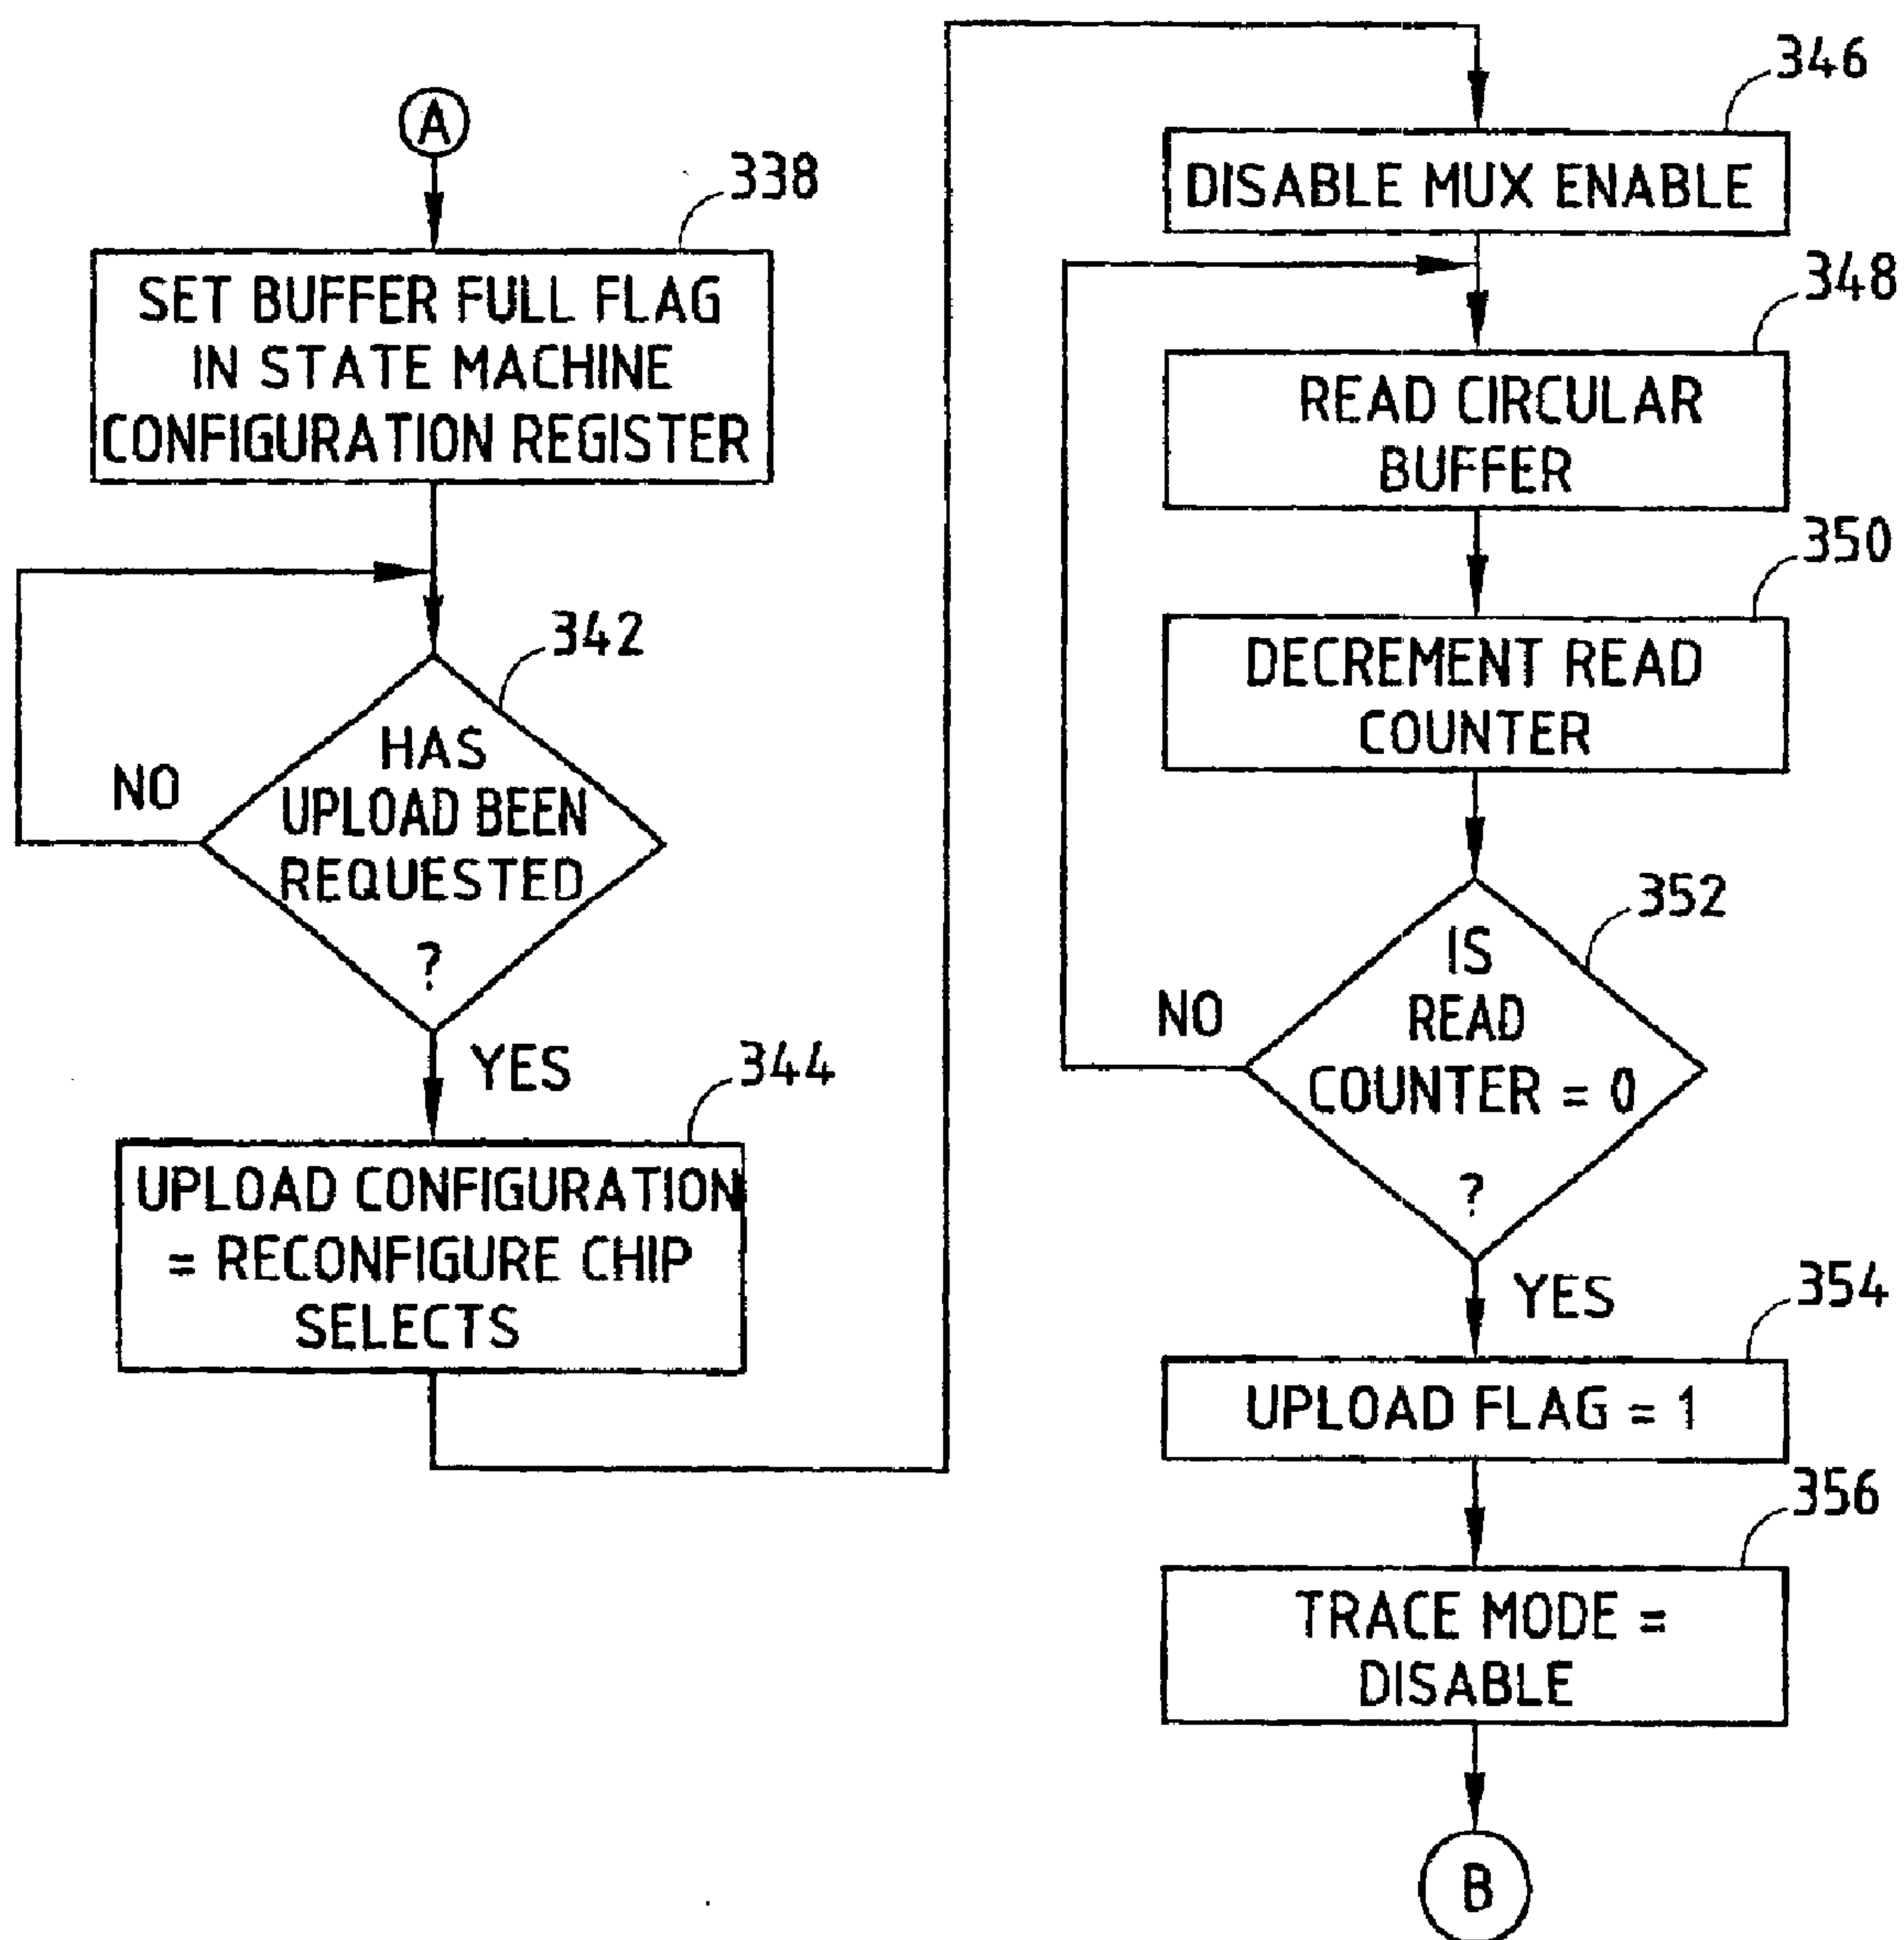 A
338
SET BUFFER FULL FLAG
IN STATE MACHINE
CONFIGURATION REGISTER
342
HAS
UPLOAD BEEN
REQUESTED
?
NO
YES
344
UPLOAD CONFIGURATION
= RECONFIGURE CHIP
SELECTS
346
DISABLE MUX ENABLE
348
READ CIRCULAR
BUFFER
350
DECREMENT READ
COUNTER
352
IS
READ
COUNTER = 0
?
NO
YES
354
UPLOAD FLAG = 1
356
TRACE MODE =
DISABLE
B